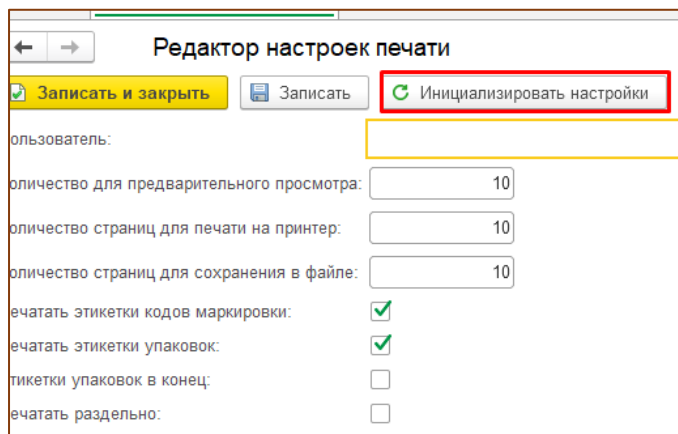 Редактор настроек печати
Записать и закрыть Записать Инициализировать настройки
ользователь:
оличество для предварительного просмотра: 10
оличество страниц для печати на принтер: 10
оличество страниц для сохранения в файле: 10
ечатать этикетки кодов маркировки:
ечатать этикетки упаковок:
тикетки упаковок в конец:
ечатать раздельно: